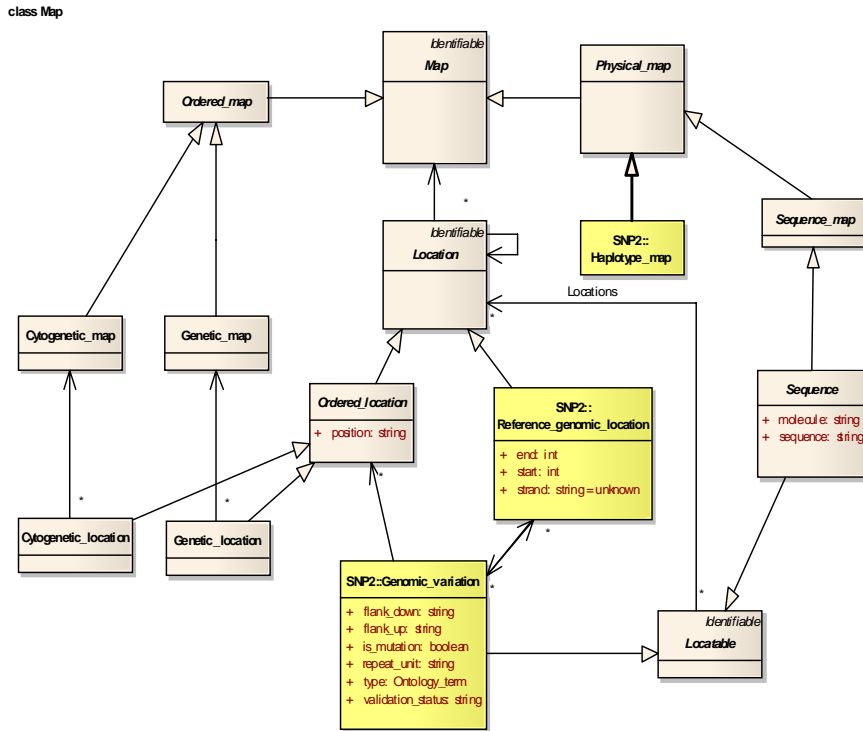 class Map
Identifiable
Map
Physical_map
Ordered_map
*
Identifiable
Location
SNP2::
Haplotype_map
Sequence_map
Locations
*
Cytogenetic_map
Genetic_map
Ordered_location
+ position: string
SNP2::
Reference_genomic_location
+ end: int
+ start: int
+ strand: string = unknown
Sequence
+ molecule: string
+ sequence: string
*
*
*
Cytogenetic_location
Genetic_location
*
*
SNP2::Genomic_variation
+ flank_down: string
+ flank_up: string
+ is_mutation: boolean
+ repeat_unit: string
+ type: Ontology_term
+ validation_status: string
*
Identifiable
Locatable